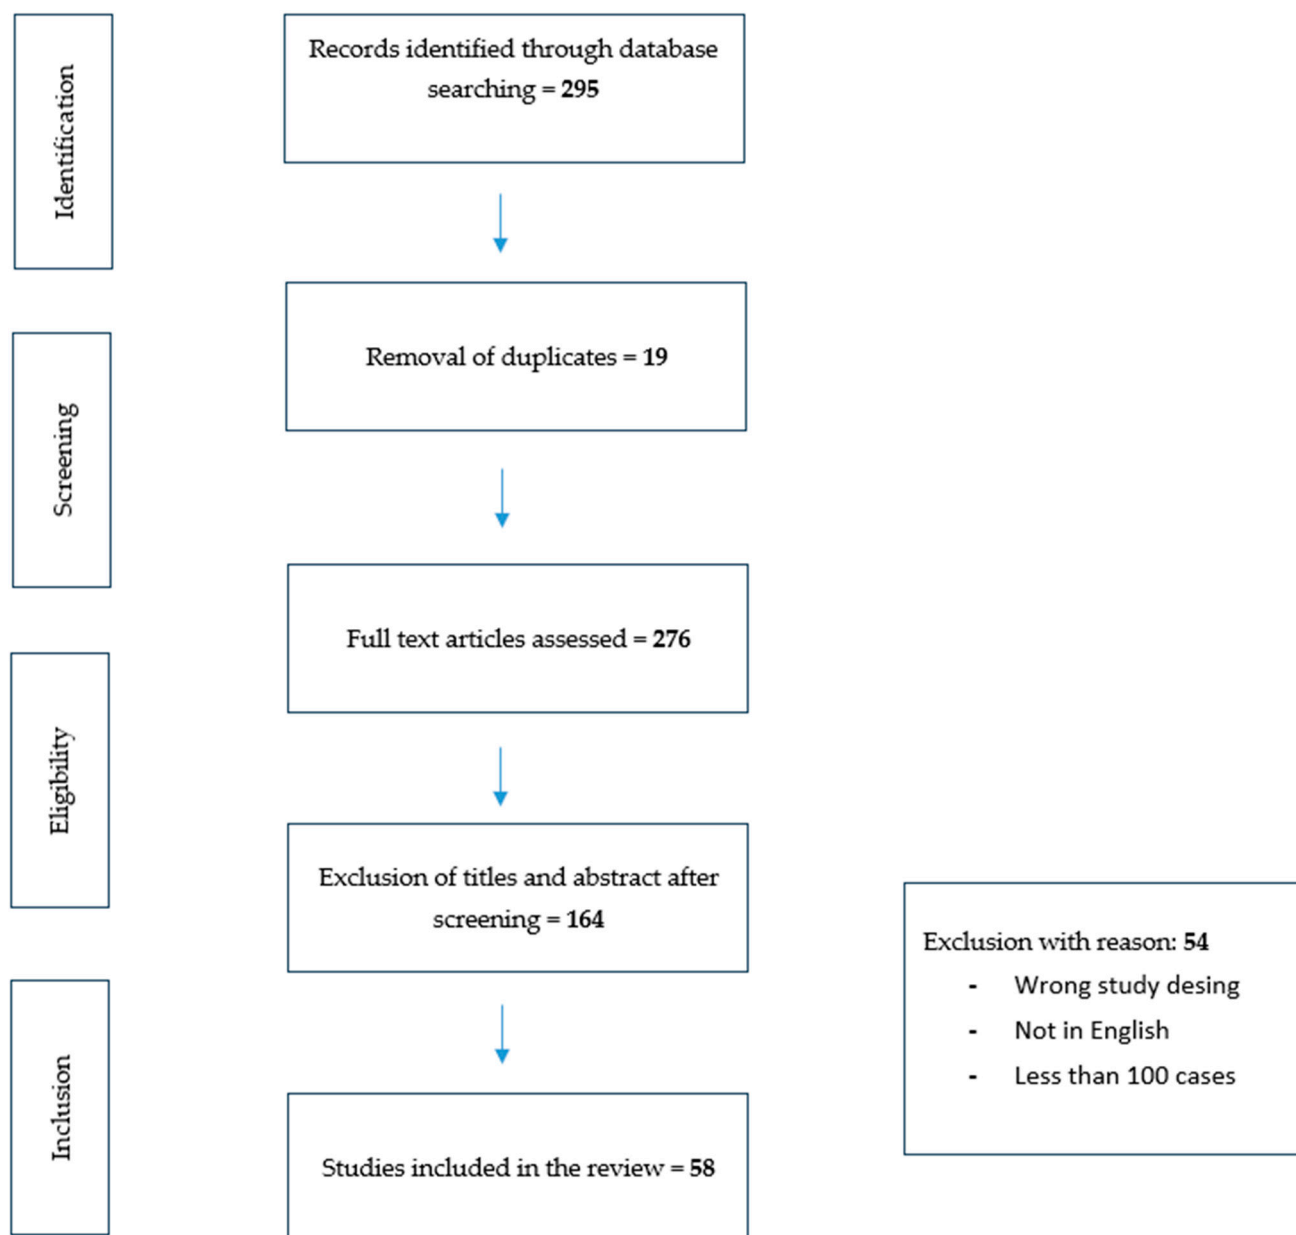 Identification
Records identified through database
searching = 295
Screening
Removal of duplicates = 19
Full text articles assessed = 276
Eligibility
Exclusion of titles and abstract after
screening = 164
Exclusion with reason: 54
- Wrong study desing
- Not in English
- Less than 100 cases
Inclusion
Studies included in the review = 58